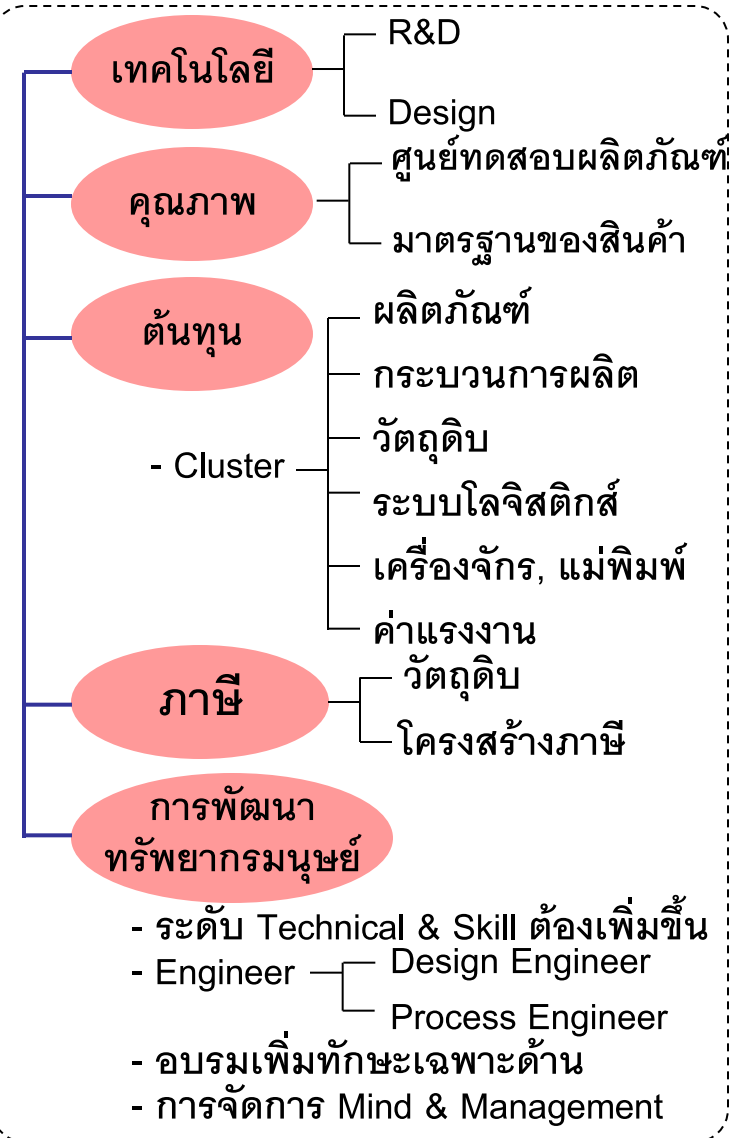 เทคโนโลยี
R&D
Design
คุณภาพ
ศูนย์ทดสอบผลิตภัณฑ์
มาตรฐานของสินค้า
ต้นทุน
- Cluster
ผลิตภัณฑ์
กระบวนการผลิต
วัตถุดิบ
ระบบโลจิสติกส์
เครื่องจักร, แม่พิมพ์
ค่าแรงงาน
ภาษี
วัตถุดิบ
โครงสร้างภาษี
การพัฒนา
ทรัพยากรมนุษย์
- ระดับ Technical & Skill ต้องเพิ่มขึ้น
- Engineer
Design Engineer
Process Engineer
- อบรมเพิ่มทักษะเฉพาะด้าน
- การจัดการ Mind & Management